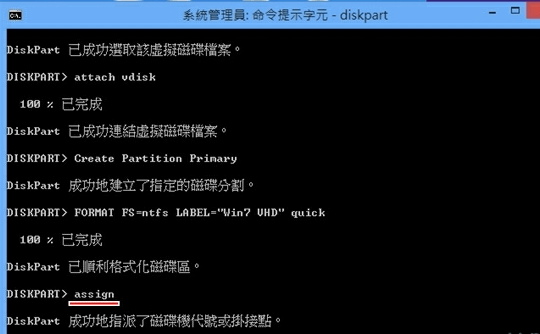 系統管理員: 命令提示字元 - diskpart
DiskPart 已成功選取該虛擬磁碟檔案。
DISKPART> attach vdisk
100 % 已完成
DiskPart 已成功連結虛擬磁碟檔案。
DISKPART> Create Partition Primary
DiskPart 成功地建立了指定的磁碟分割。
DISKPART> FORMAT FS=ntfs LABEL="Win7 VHD" quick
100 % 已完成
DiskPart 已順利格式化磁碟區。
DISKPART> assign
DiskPart 成功地指派了磁碟機代號或掛接點。